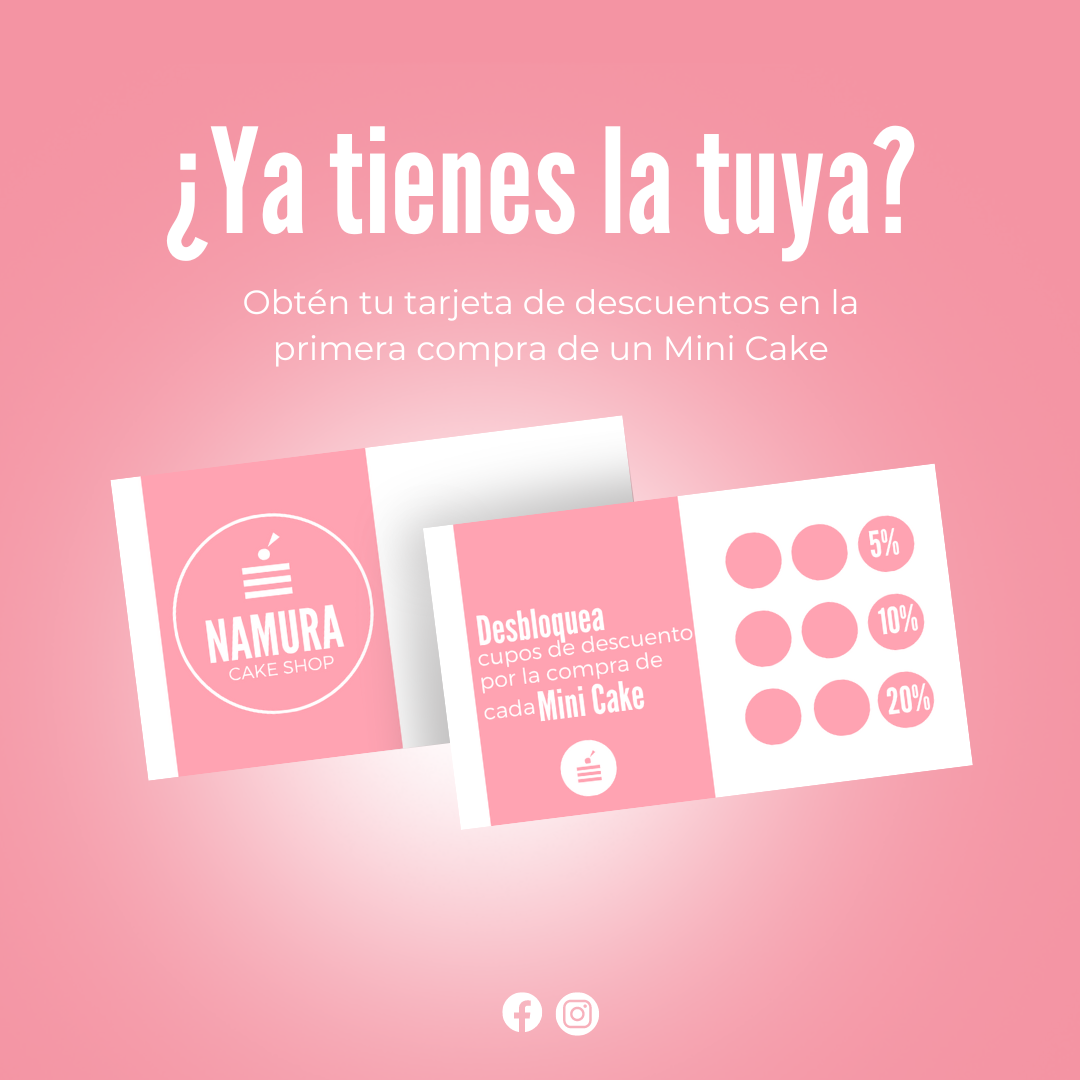 ¿Ya tienes la tuya?
Obtén tu tarjeta de descuentos en la
primera compra de un Mini Cake
NAMURA
CAKE SHOP
Desbloquea
cupos de descuento
por la compra de
cada Mini Cake
5%
10%
20%